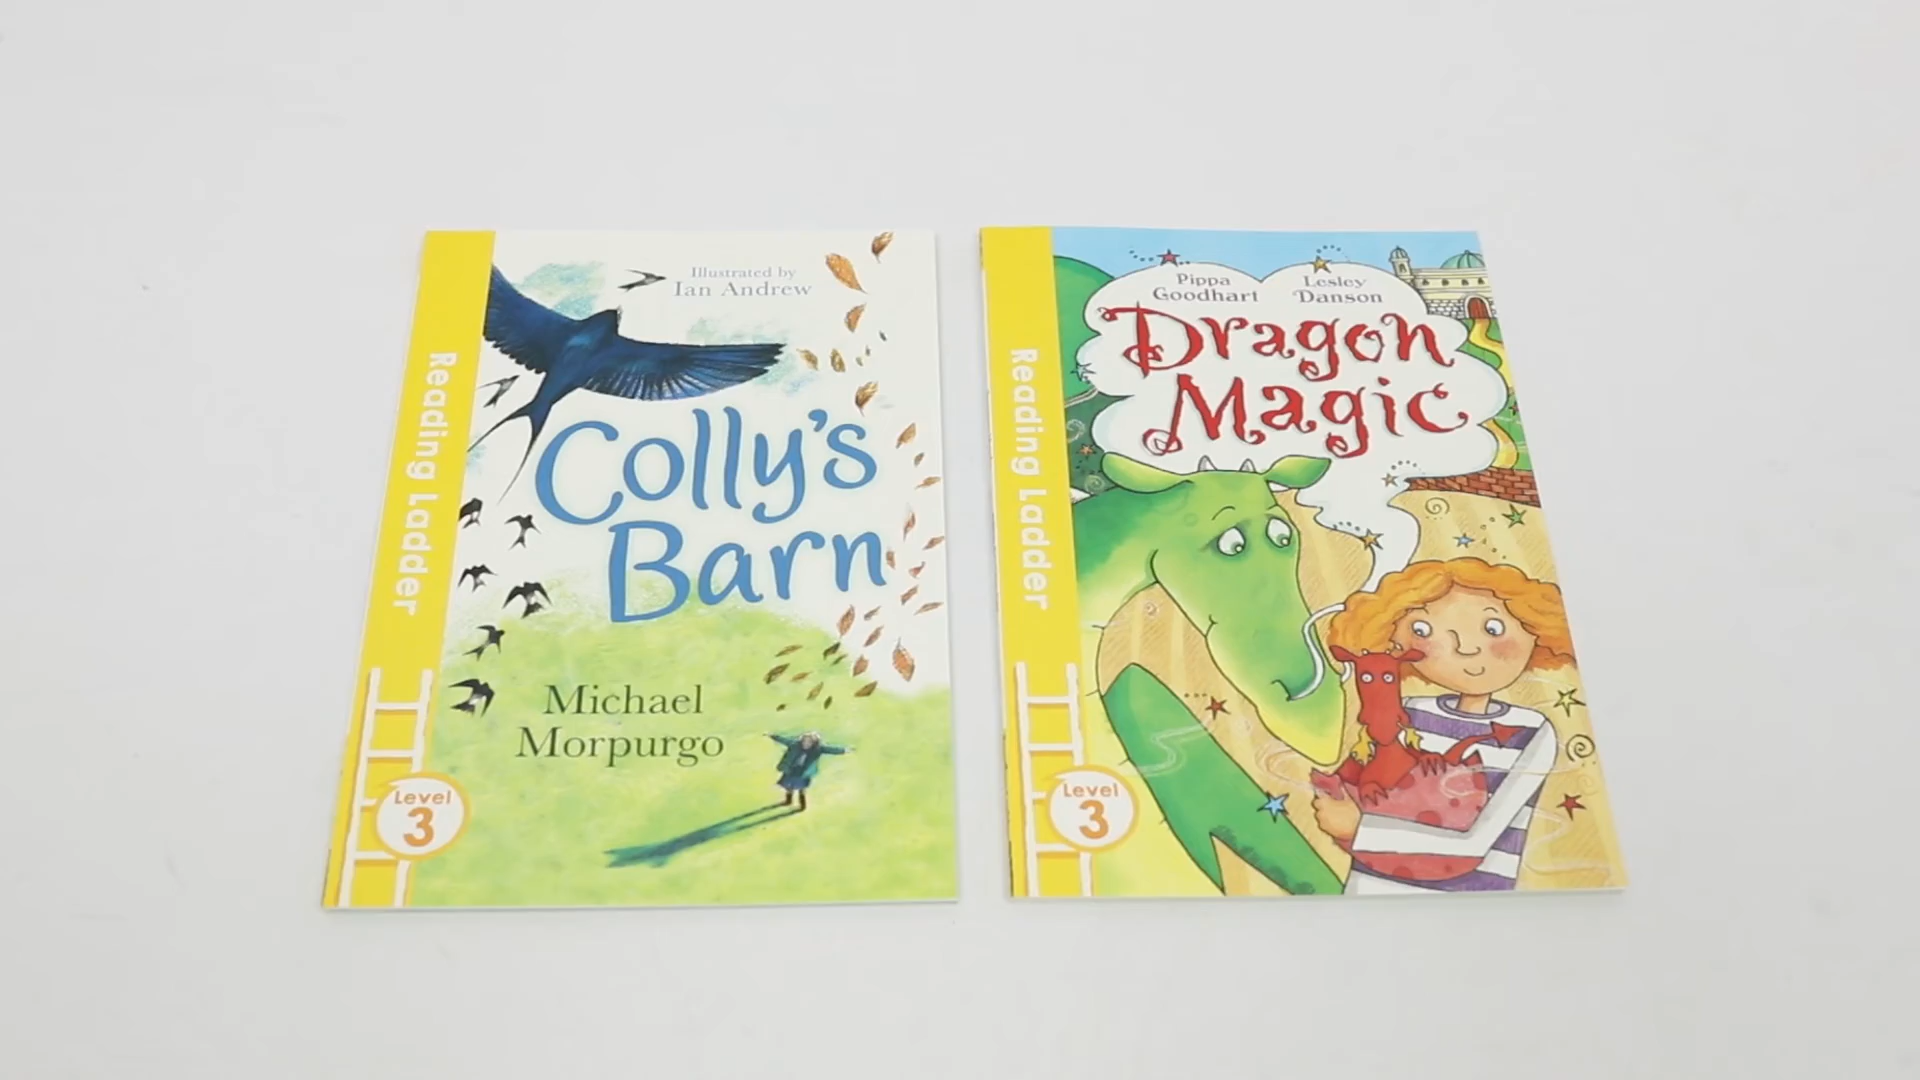 Reading Ladder
Illustrated by
Ian Andrew
Colly's
Barn
Michael
Morpurgo
Level
3
Reading Ladder
Pippa
Goodhart
Lesley
Danson
Dragon
Magic
Level
3